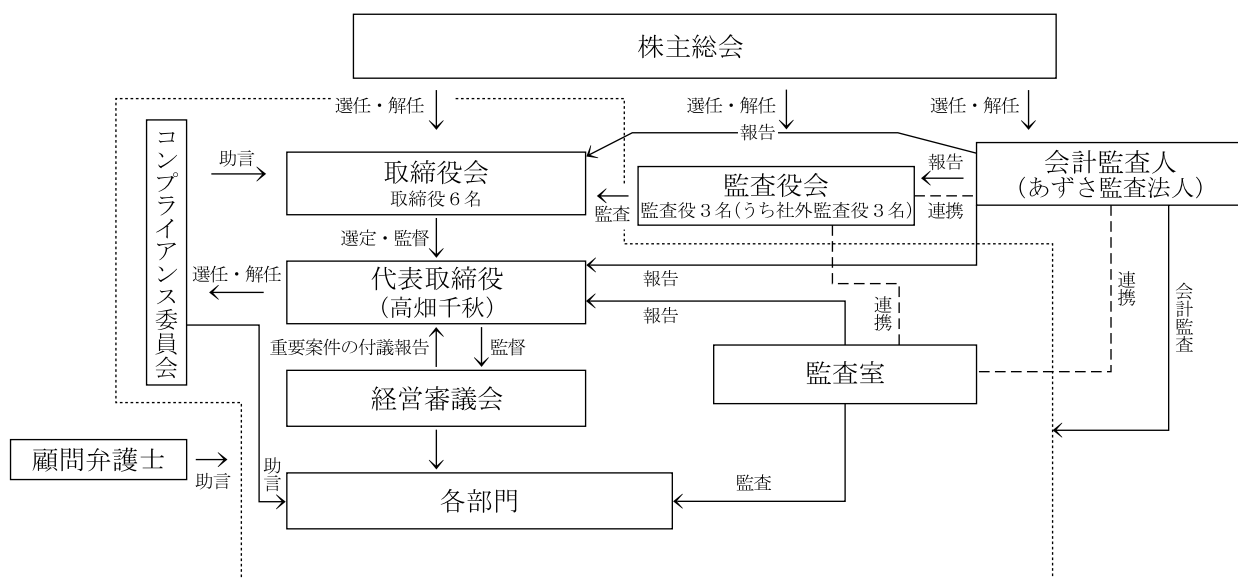 株主総会
選任・解任
選任・解任
選任・解任
報告
コンプライアンス委員会
助言
取締役会
取締役6名
監査
監査役会
監査役3名(うち社外監査役3名)
報告
連携
会計監査人
(あずさ監査法人)
選定・監督
選任・解任
代表取締役
(高畑千秋)
報告
報告
連携
連携
会計監査
重要案件の付議報告
監督
監査室
経営審議会
顧問弁護士
助言
助言
各部門
監査